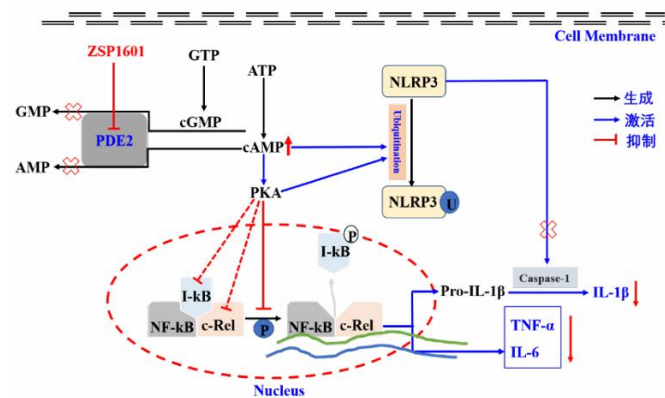 Cell Membrane
ZSP1601
GTP
ATP
NLRP3
生成
激活
抑制
GMP
cGMP
PDE2
cAMP
Ubiquitination
AMP
PKA
NLRP3
U
P
I-kB
I-kB
Caspase-1
Pro-IL-1β
IL-1β
NF-kB
c-Rel
P
NF-kB
c-Rel
TNF-α
IL-6
Nucleus